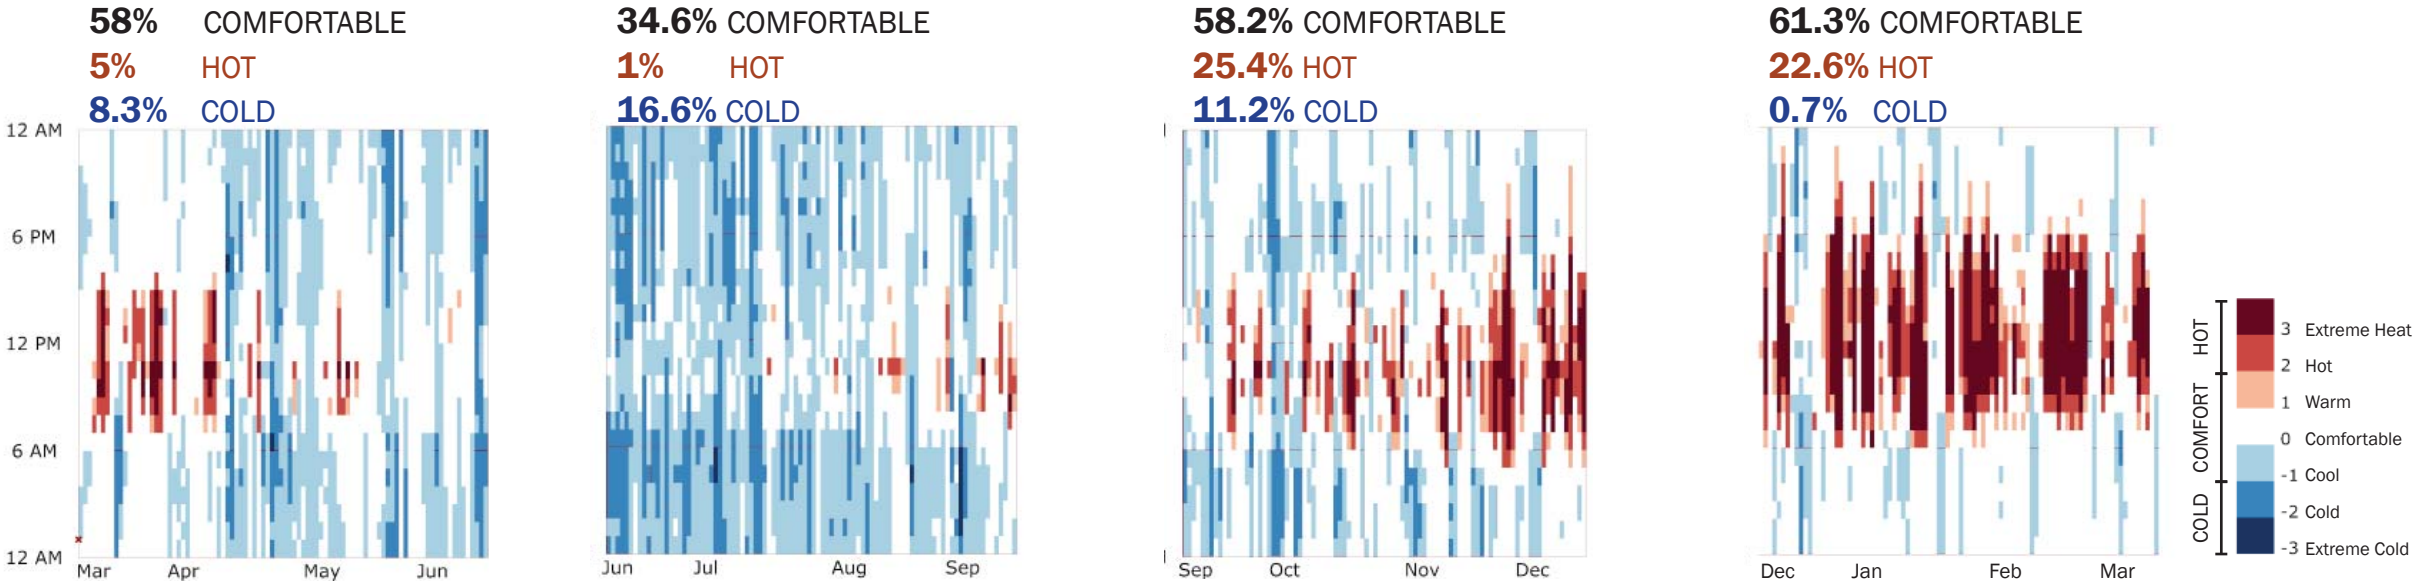 58% COMFORTABLE
5% HOT
8.3% COLD
34.6% COMFORTABLE
1% HOT
16.6% COLD
58.2% COMFORTABLE
25.4% HOT
11.2% COLD
61.3% COMFORTABLE
22.6% HOT
0.7% COLD
12 AM
6 PM
12 PM
6 AM
12 AM
Mar Apr May Jun
Jun Jul Aug Sep
Sep Oct Nov Dec
Dec Jan Feb Mar
HOT
COMFORT
COLD
3 Extreme Heat
2 Hot
1 Warm
0 Comfortable
-1 Cool
-2 Cold
-3 Extreme Cold